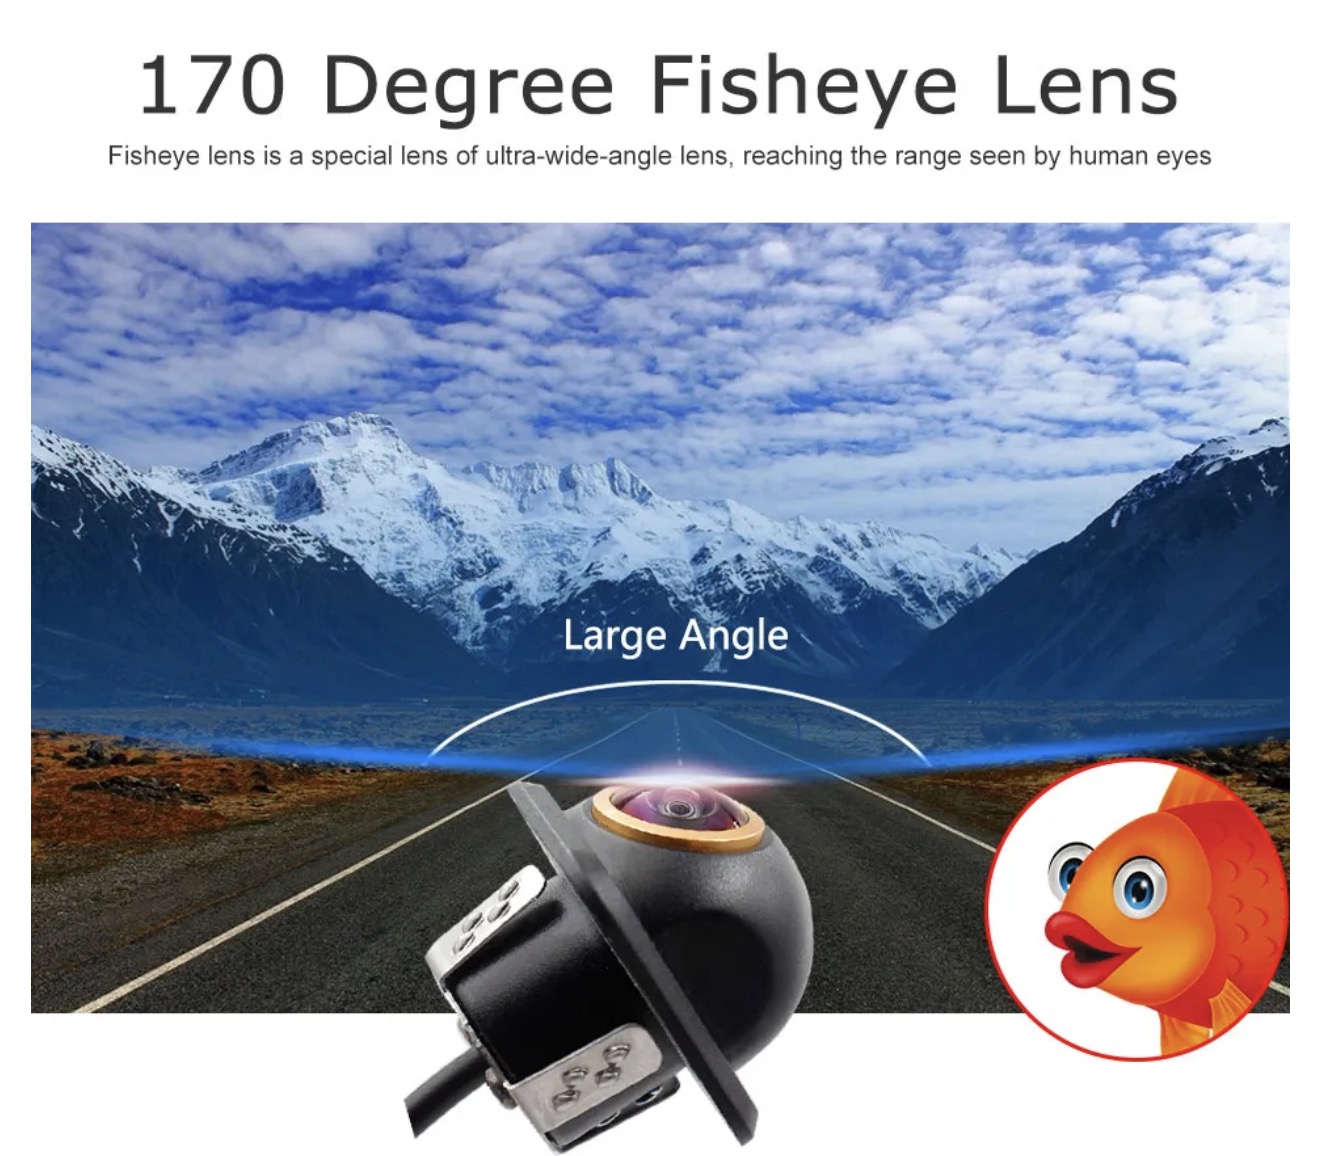 170 Degree Fisheye Lens
Fisheye lens is a special lens of ultra-wide-angle lens, reaching the range seen by human eyes
Large Angle